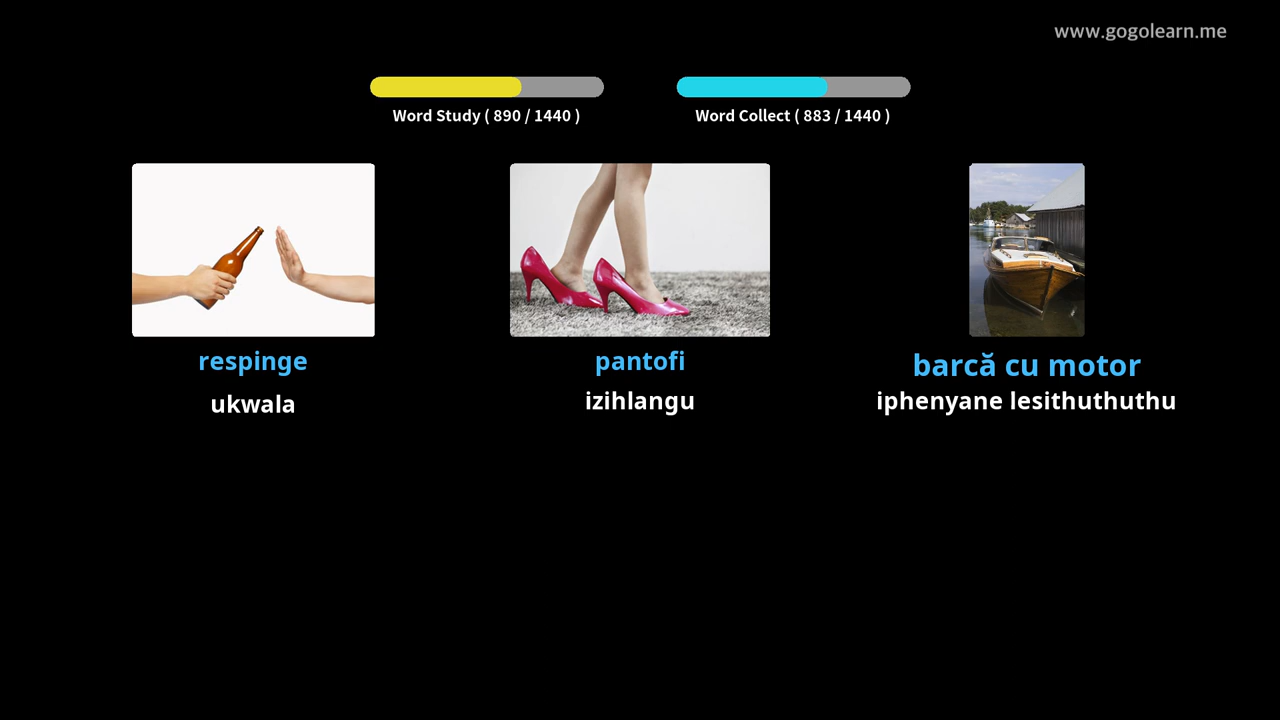 www.gogolearn.me
Word Study ( 890 / 1440 )
Word Collect ( 883 / 1440 )
respinge
pantofi
barcă cu motor
ukwala
izihlangu
iphenyane lesithuthuthu